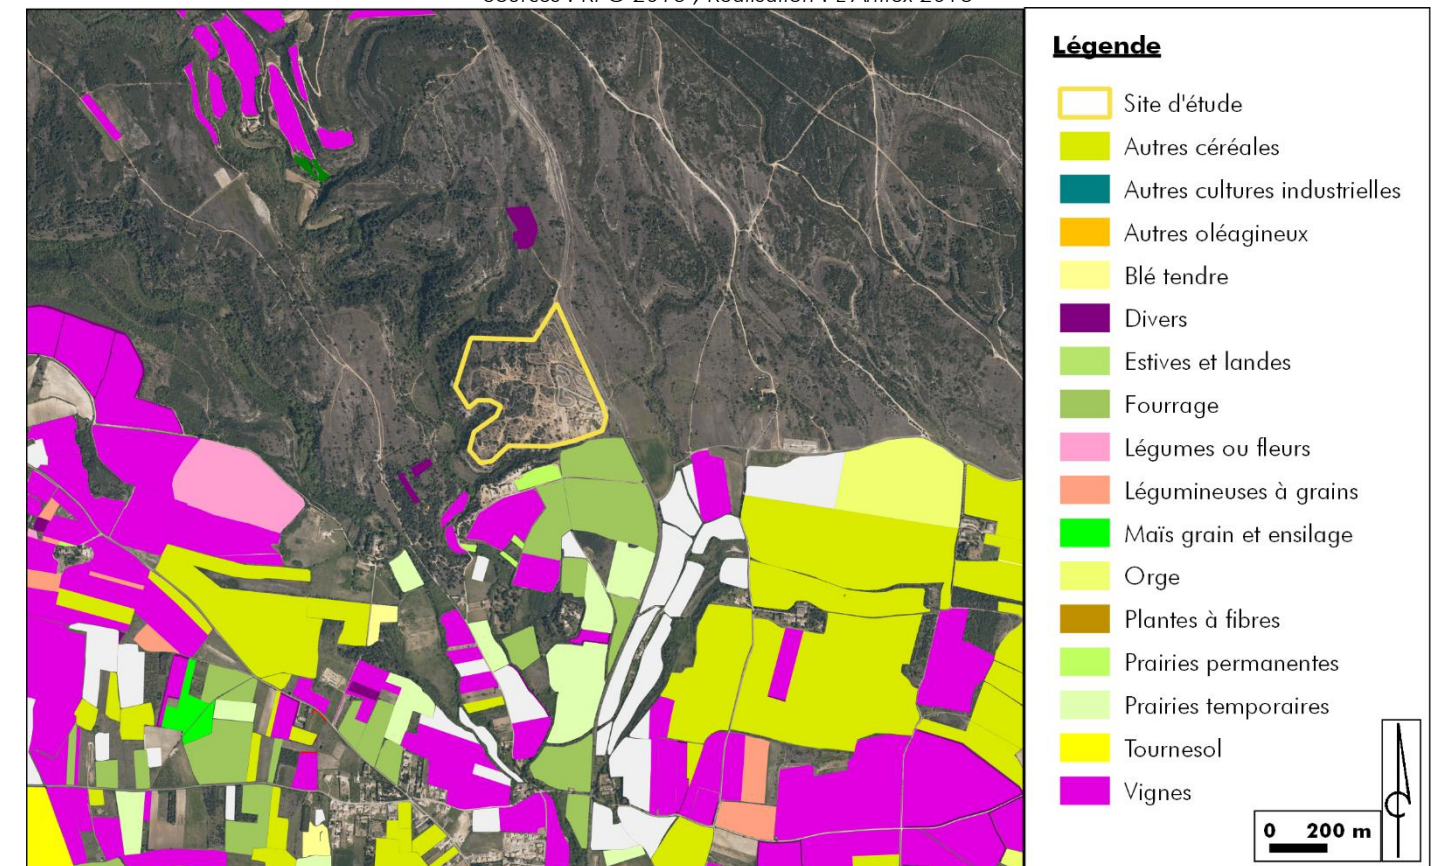 Légende
Site d'étude
Autres céréales
Autres cultures industrielles
Autres oléagineux
Blé tendre
Divers
Estives et landes
Fourrage
Légumes ou fleurs
Légumineuses à grains
Maïs grain et ensilage
Orge
Plantes à fibres
Prairies permanentes
Prairies temporaires
Tournesol
Vignes
0 200 m